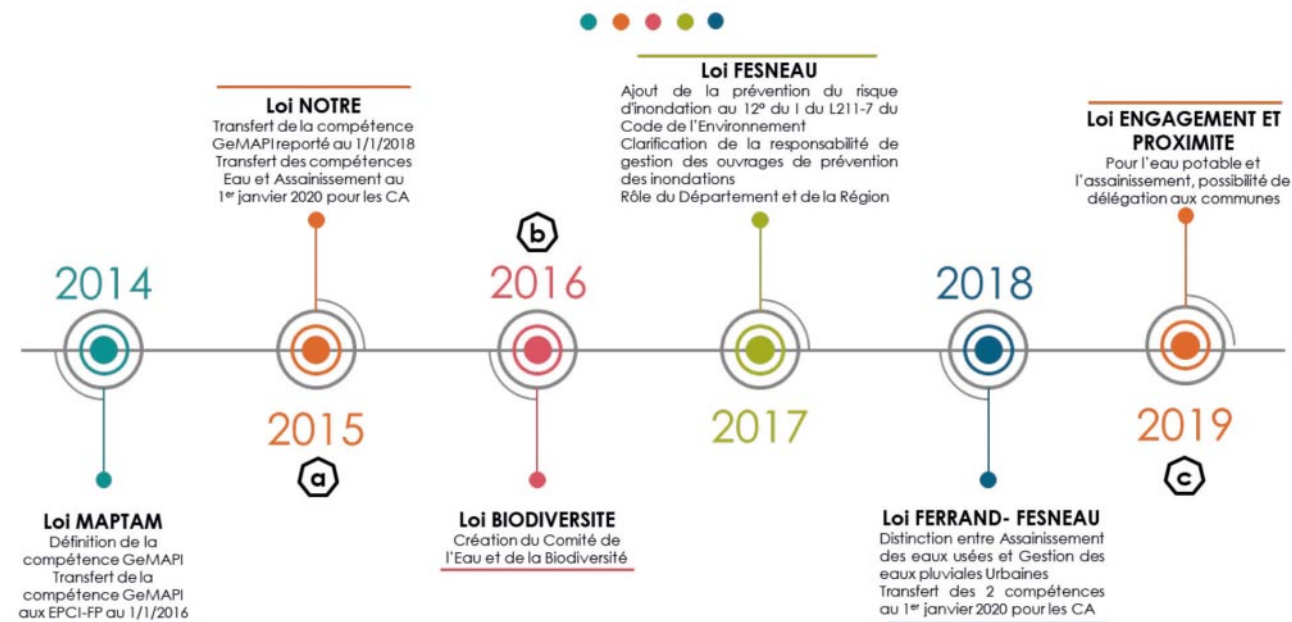 2014
Loi MAPTAM
Définition de la
compétence GeMAPI
Transfert de la
compétence GeMAPI
aux EPCI-FP au 1/1/2016
Loi NOTRE
Transfert de la compétence
GeMAPI reporté au 1/1/2018
Transfert des compétences
Eau et Assainissement au
1er janvier 2020 pour les CA
2015
a
b
2016
Loi BIODIVERSITE
Création du Comité de
l'Eau et de la Biodiversité
Loi FESNEAU
Ajout de la prévention du risque
d'inondation au 12° du I du L211-7 du
Code de l'Environnement
Clarification de la responsabilité de
gestion des ouvrages de prévention
des inondations
Rôle du Département et de la Région
2017
2018
Loi FERRAND- FESNEAU
Distinction entre Assainissement
des eaux usées et Gestion des
eaux pluviales Urbaines
Transfert des 2 compétences
au 1er janvier 2020 pour les CA
Loi ENGAGEMENT ET
PROXIMITE
Pour l'eau potable et
l'assainissement, possibilité de
délégation aux communes
2019
c